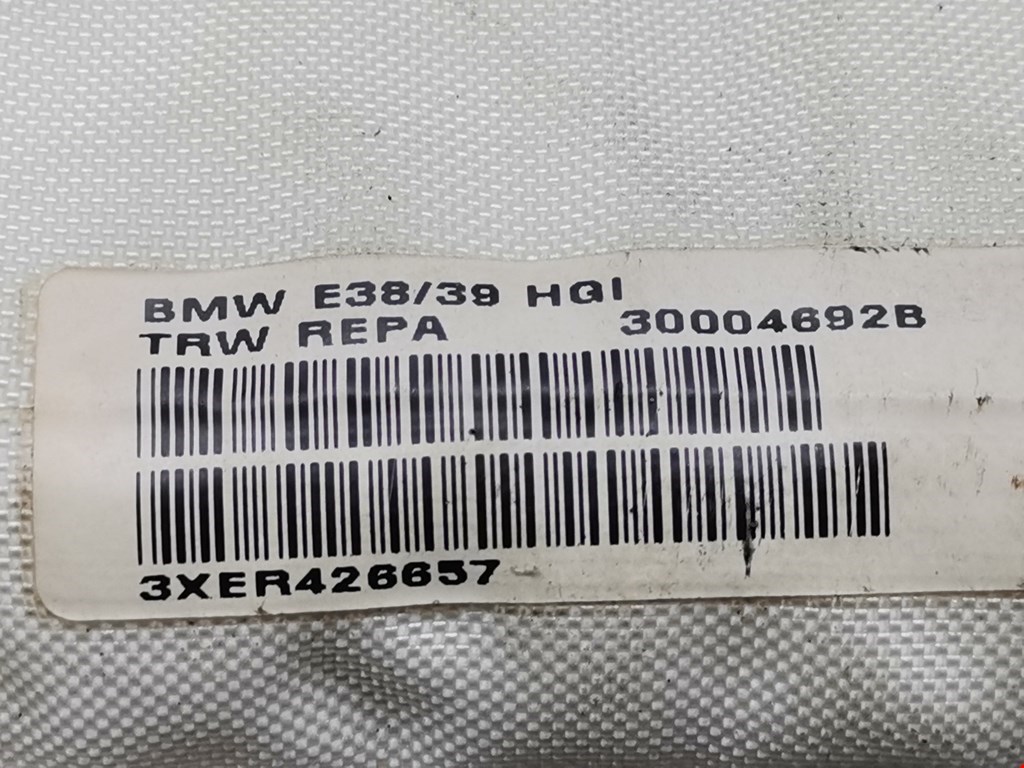 BMW E38/39 HGI
TRW REPA 30004692B
3XER426657